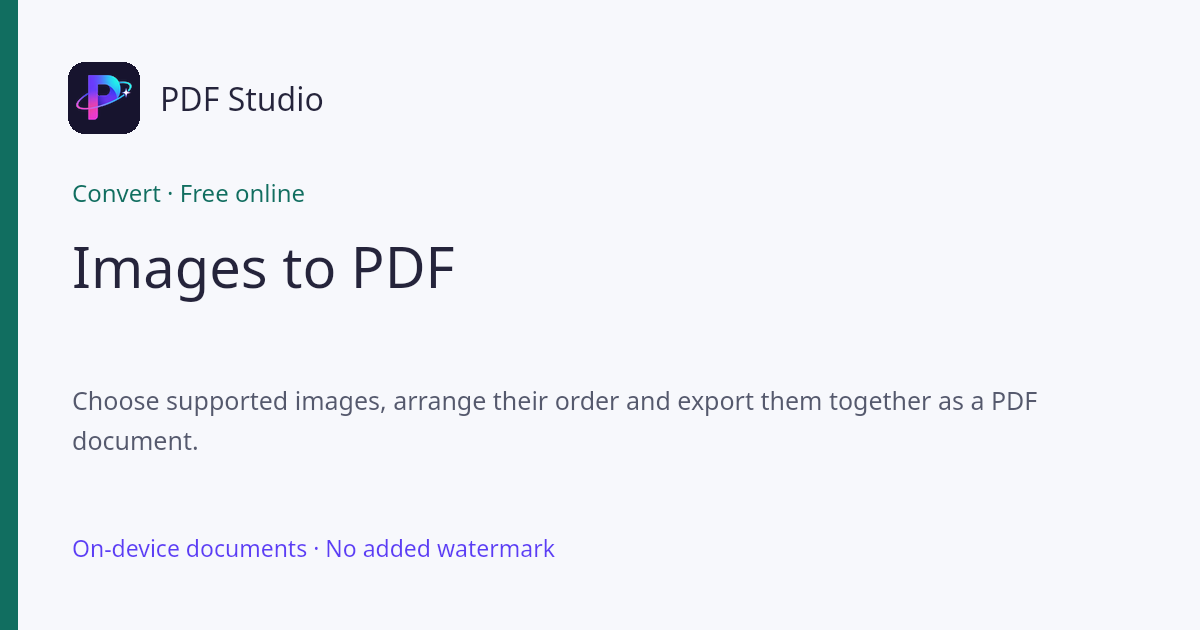 PDF Studio
Convert · Free online
Images to PDF
Choose supported images, arrange their order and export them together as a PDF
document.
On-device documents · No added watermark